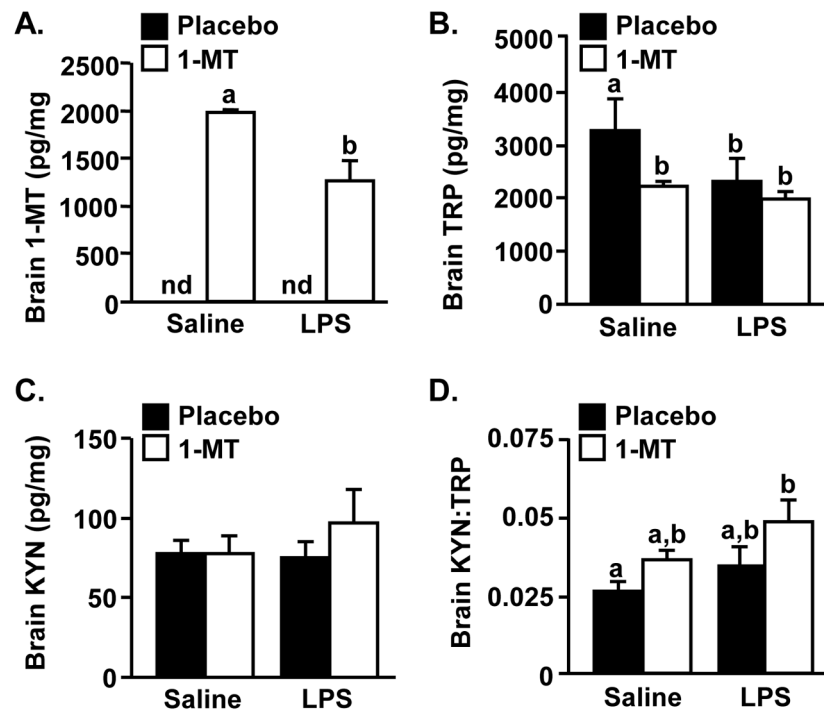 A.
Placebo
1-MT
Brain 1-MT (pg/mg)
2500
2000
1500
1000
500
0
nd
a
nd
b
Saline
LPS
B.
Placebo
1-MT
Brain TRP (pg/mg)
5000
4000
3000
2000
1000
0
a
b
b
b
Saline
LPS
C.
Placebo
1-MT
Brain KYN (pg/mg)
150
100
50
0
Saline
LPS
D.
Placebo
1-MT
Brain KYN:TRP
0.075
0.05
0.025
0
a
a,b
a,b
b
Saline
LPS